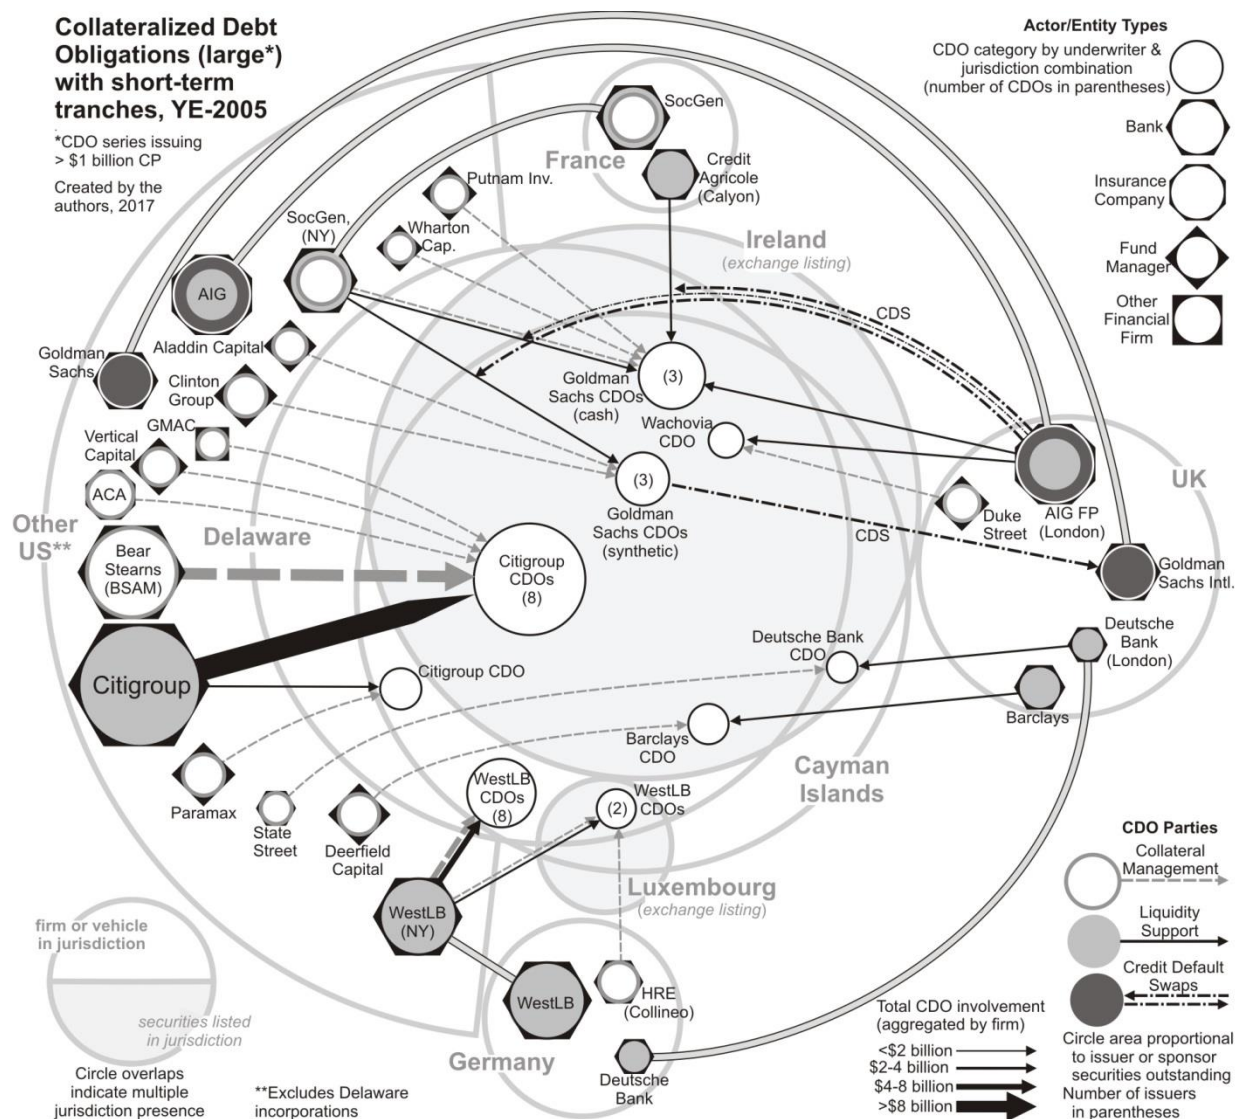 Collateralized Debt
Obligations (large*)
with short-term
tranches, YE-2005
*CDO series issuing
> $1 billion CP
Created by the
authors, 2017
Actor/Entity Types
CDO category by underwriter &
jurisdiction combination
(number of CDOs in parentheses)
Bank
Insurance
Company
Fund
Manager
Other
Financial
Firm
SocGen
France
Credit
Agricole
(Calyon)
Putnam Inv.
Wharton
Cap.
SocGen,
(NY)
Ireland
(exchange listing)
AIG
CDS
Goldman
Sachs
Aladdin Capital
Clinton
Group
GMAC
Vertical
Capital
ACA
(3)
Goldman
Sachs CDOs
(cash)
Wachovia
CDO
(3)
Goldman
Sachs CDOs
(synthetic)
CDS
Duke
Street
AIG FP
(London)
UK
Goldman
Sachs Intl.
Other
US**
Delaware
Bear
Stearns
(BSAM)
Citigroup
CDOs
(8)
Citigroup
Citigroup CDO
Deutsche Bank
CDO
Deutsche
Bank
(London)
Barclays
Barclays
CDO
Cayman
Islands
Paramax
State
Street
Deerfield
Capital
WestLB
CDOs
(8)
(2)
WestLB
CDOs
Luxembourg
(exchange listing)
WestLB
(NY)
WestLB
HRE
(Collineo)
Germany
Deutsche
Bank
firm or vehicle
in jurisdiction
securities listed
in jurisdiction
Circle overlaps
indicate multiple
jurisdiction presence
**Excludes Delaware
incorporations
CDO Parties
Collateral
Management
Liquidity
Support
Credit Default
Swaps
Total CDO involvement
(aggregated by firm)
<$2 billion
$2-4 billion
$4-8 billion
>$8 billion
Circle area proportional
to issuer or sponsor
securities outstanding
Number of issuers
in parentheses